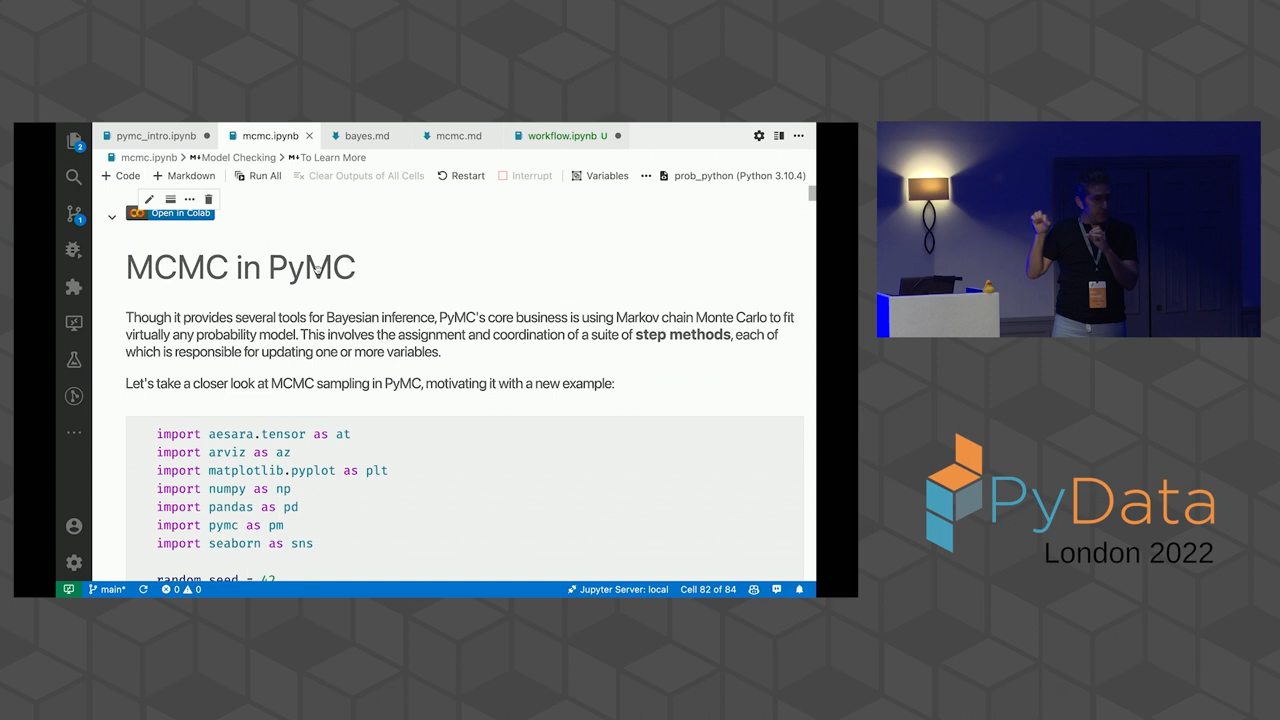 pymc_intro.ipynb
mcmc.ipynb
bayes.md
mcmc.md
workflow.ipynb U
mcmc.ipynb > M↓Model Checking > M↓To Learn More
+ Code + Markdown Run All Clear Outputs of All Cells Restart Interrupt Variables ··· prob_python (Python 3.10.4)
Open in Colab
MCMC in PyMC
Though it provides several tools for Bayesian inference, PyMC's core business is using Markov chain Monte Carlo to fit
virtually any probability model. This involves the assignment and coordination of a suite of step methods, each of
which is responsible for updating one or more variables.
Let's take a closer look at MCMC sampling in PyMC, motivating it with a new example:
import aesara.tensor as at
import arviz as az
import matplotlib.pyplot as plt
import numpy as np
import pandas as pd
import pymc as pm
import seaborn as sns
random_seed = 42
2
1
main* 0 0 Jupyter Server: local Cell 82 of 84
PyData
London 2022